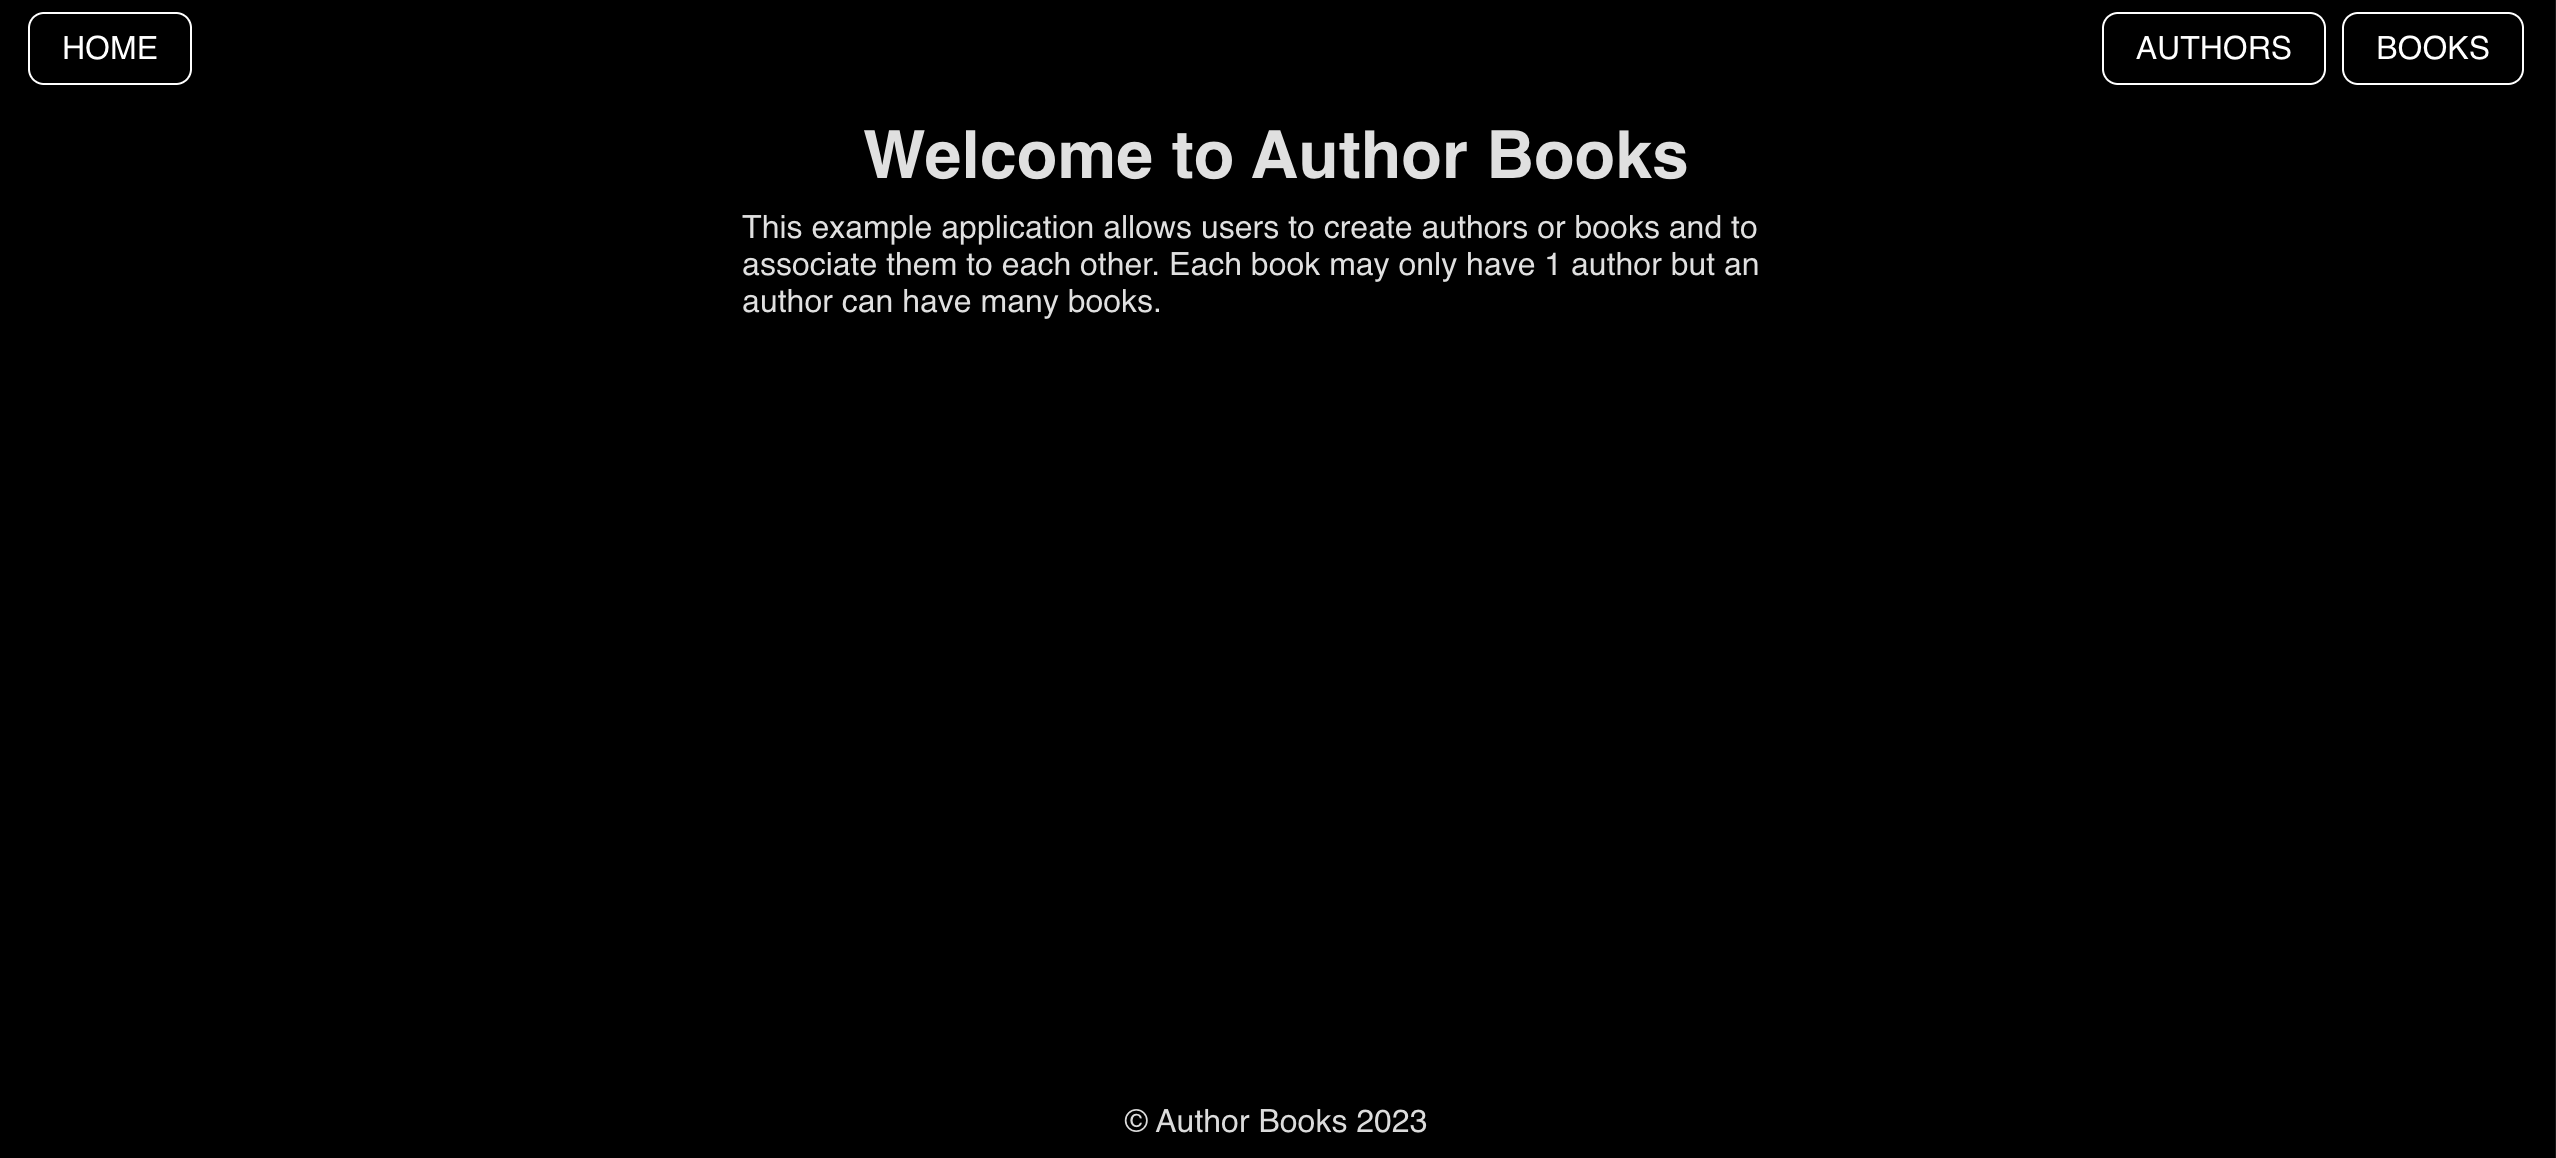 HOME
AUTHORS
BOOKS
Welcome to Author Books
This example application allows users to create authors or books and to
associate them to each other. Each book may only have 1 author but an
author can have many books.
© Author Books 2023